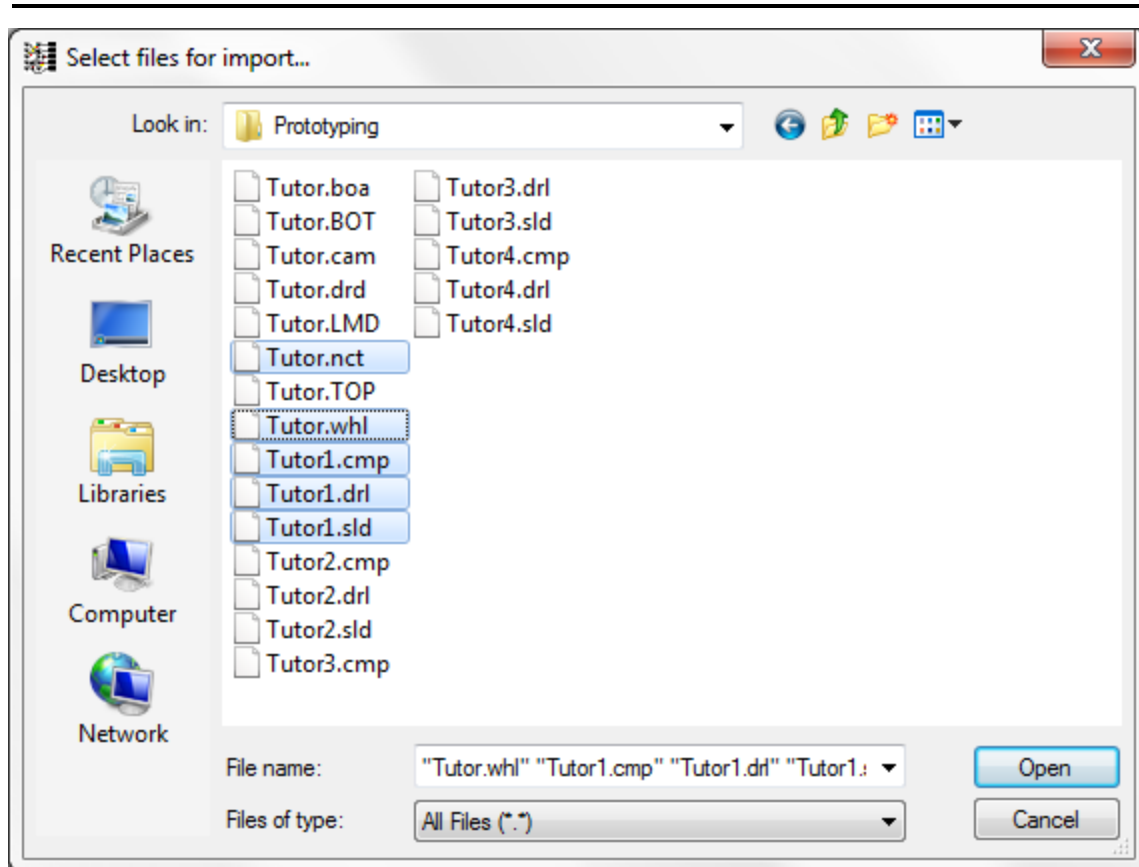 Select files for import...
Look in: Prototyping
Recent Places
Desktop
Libraries
Computer
Network
Tutor.boa
Tutor.BOT
Tutor.cam
Tutor.drd
Tutor.LMD
Tutor.nct
Tutor.TOP
Tutor.whl
Tutor1.cmp
Tutor1.drl
Tutor1.sld
Tutor2.cmp
Tutor2.drl
Tutor2.sld
Tutor3.cmp
Tutor3.drl
Tutor3.sld
Tutor4.cmp
Tutor4.drl
Tutor4.sld
File name: "Tutor.whl" "Tutor1.cmp" "Tutor1.drl" "Tutor1.s Open
Files of type: All Files (*.*) Cancel